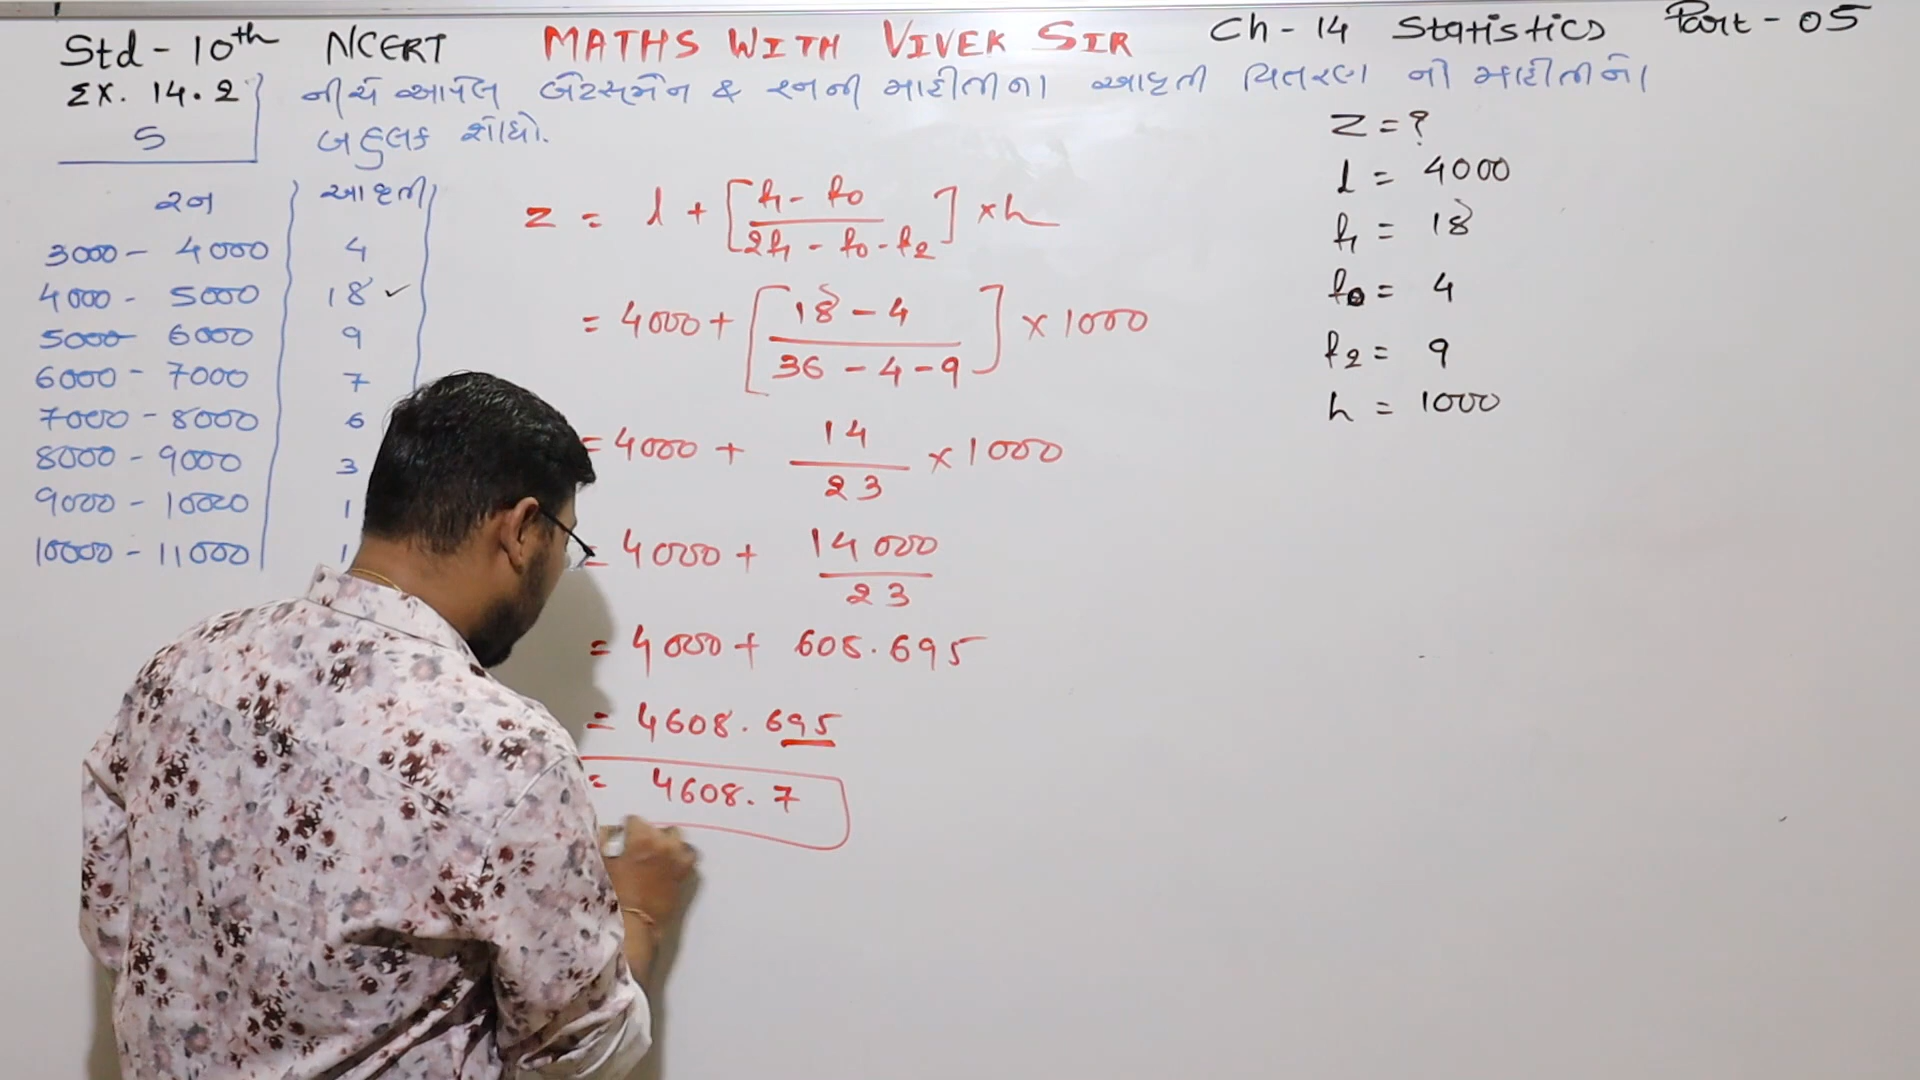 Std - 10th NCERT MATHS WITH VIVEK SIR Ch - 14 Statistics Part - 05
Ex. 14.2 નીચે આપેલ બેટસમેન & રનની માહીતીના આવૃતી વિતરણ ની માહીતીને
5 બહુલક શોધો.
રન આવૃતી
3000 - 4000 4
4000 - 5000 18 ✓
5000 - 6000 9
6000 - 7000 7
7000 - 8000 6
8000 - 9000 3
9000 - 10000 1
10000 - 11000 1
Z = l + [f1 - f0 / 2f1 - f0 - f2] × h
= 4000 + [18 - 4 / 36 - 4 - 9] × 1000
= 4000 + 14/23 × 1000
= 4000 + 14000/23
= 4000 + 608.695
= 4608.695
= 4608.7
Z = ?
l = 4000
f1 = 18
f0 = 4
f2 = 9
h = 1000